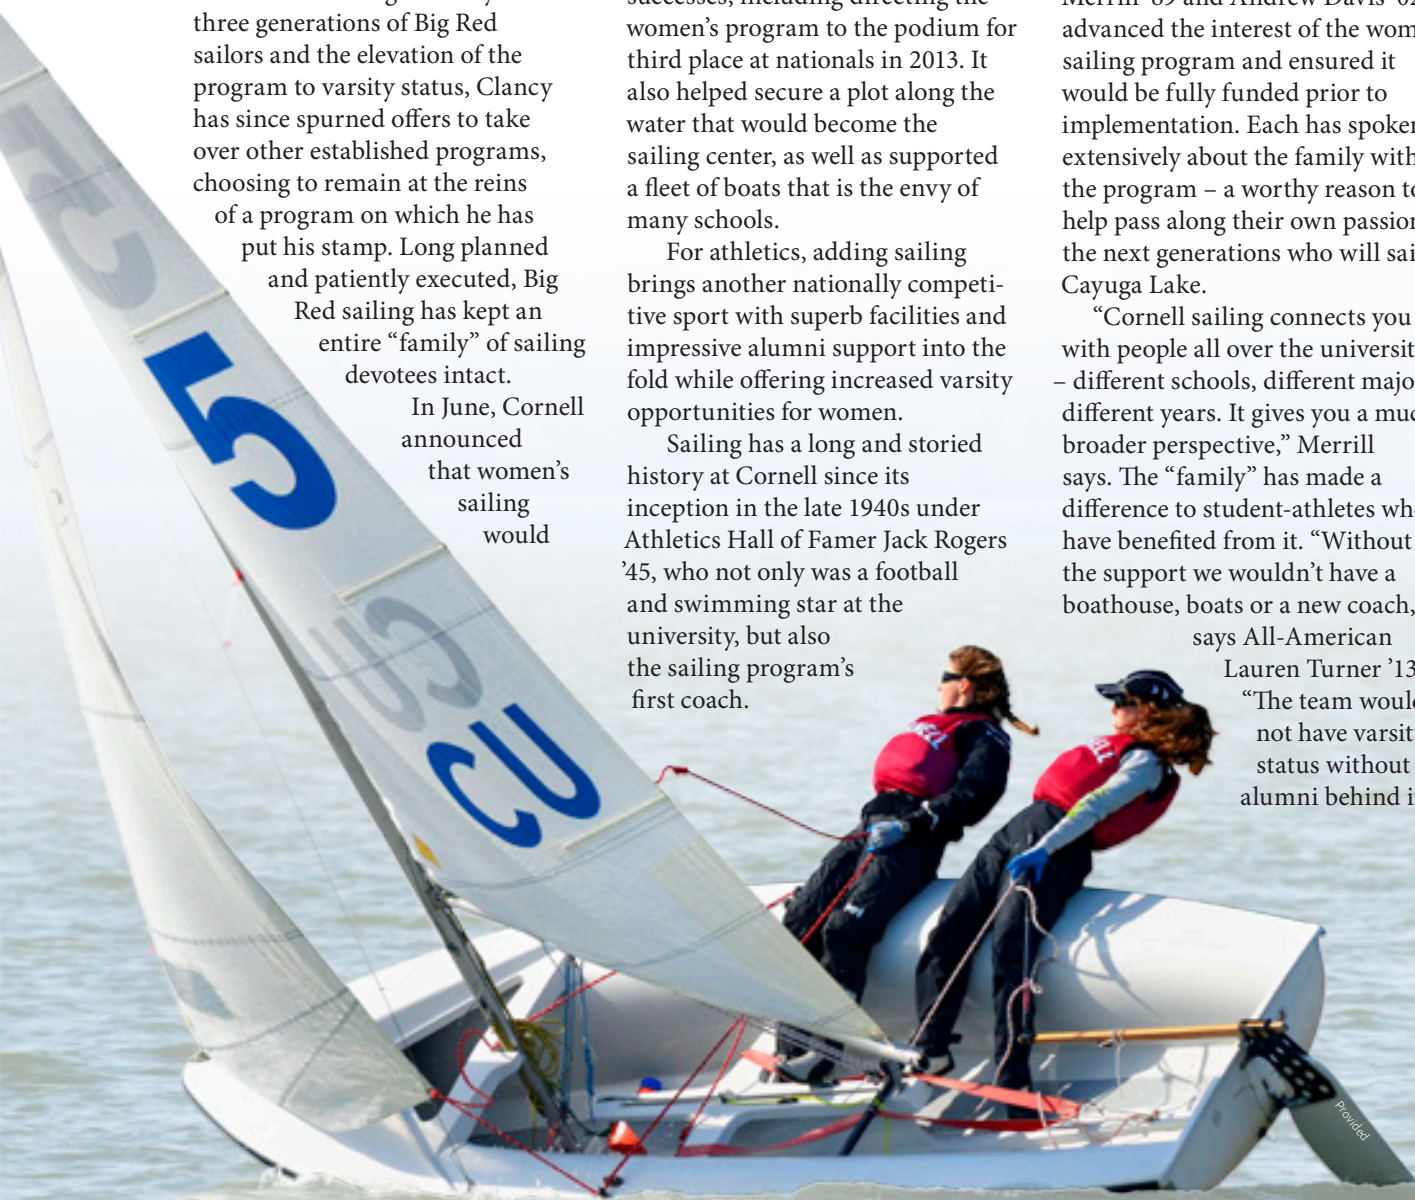 three generations of Big Red
sailors and the elevation of the
program to varsity status, Clancy
has since spurned offers to take
over other established programs,
choosing to remain at the reins
of a program on which he has
put his stamp. Long planned
and patiently executed, Big
Red sailing has kept an
entire “family” of sailing
devotees intact.
In June, Cornell
announced
that women’s
sailing
would
successes, including directing the
women’s program to the podium for
third place at nationals in 2013. It
also helped secure a plot along the
water that would become the
sailing center, as well as supported
a fleet of boats that is the envy of
many schools.
For athletics, adding sailing
brings another nationally competi-
tive sport with superb facilities and
impressive alumni support into the
fold while offering increased varsity
opportunities for women.
Sailing has a long and storied
history at Cornell since its
inception in the late 1940s under
Athletics Hall of Famer Jack Rogers
’45, who not only was a football
and swimming star at the
university, but also
the sailing program’s
first coach.
Merrill ’89 and Andrew Davis
advanced the interest of the
sailing program and ensured it
would be fully funded prior to
implementation. Each has spoken
extensively about the family with
the program – a worthy reason to
help pass along their own passion
the next generations who will sail
Cayuga Lake.
“Cornell sailing connects you
with people all over the universit
– different schools, different majo
different years. It gives you a muc
broader perspective,” Merrill
says. The “family” has made a
difference to student-athletes who
have benefited from it. “Without
the support we wouldn’t have a
boathouse, boats or a new coach,
says All-American
Lauren Turner ’13
“The team would
not have varsity
status without
alumni behind i
5
CU
Provided